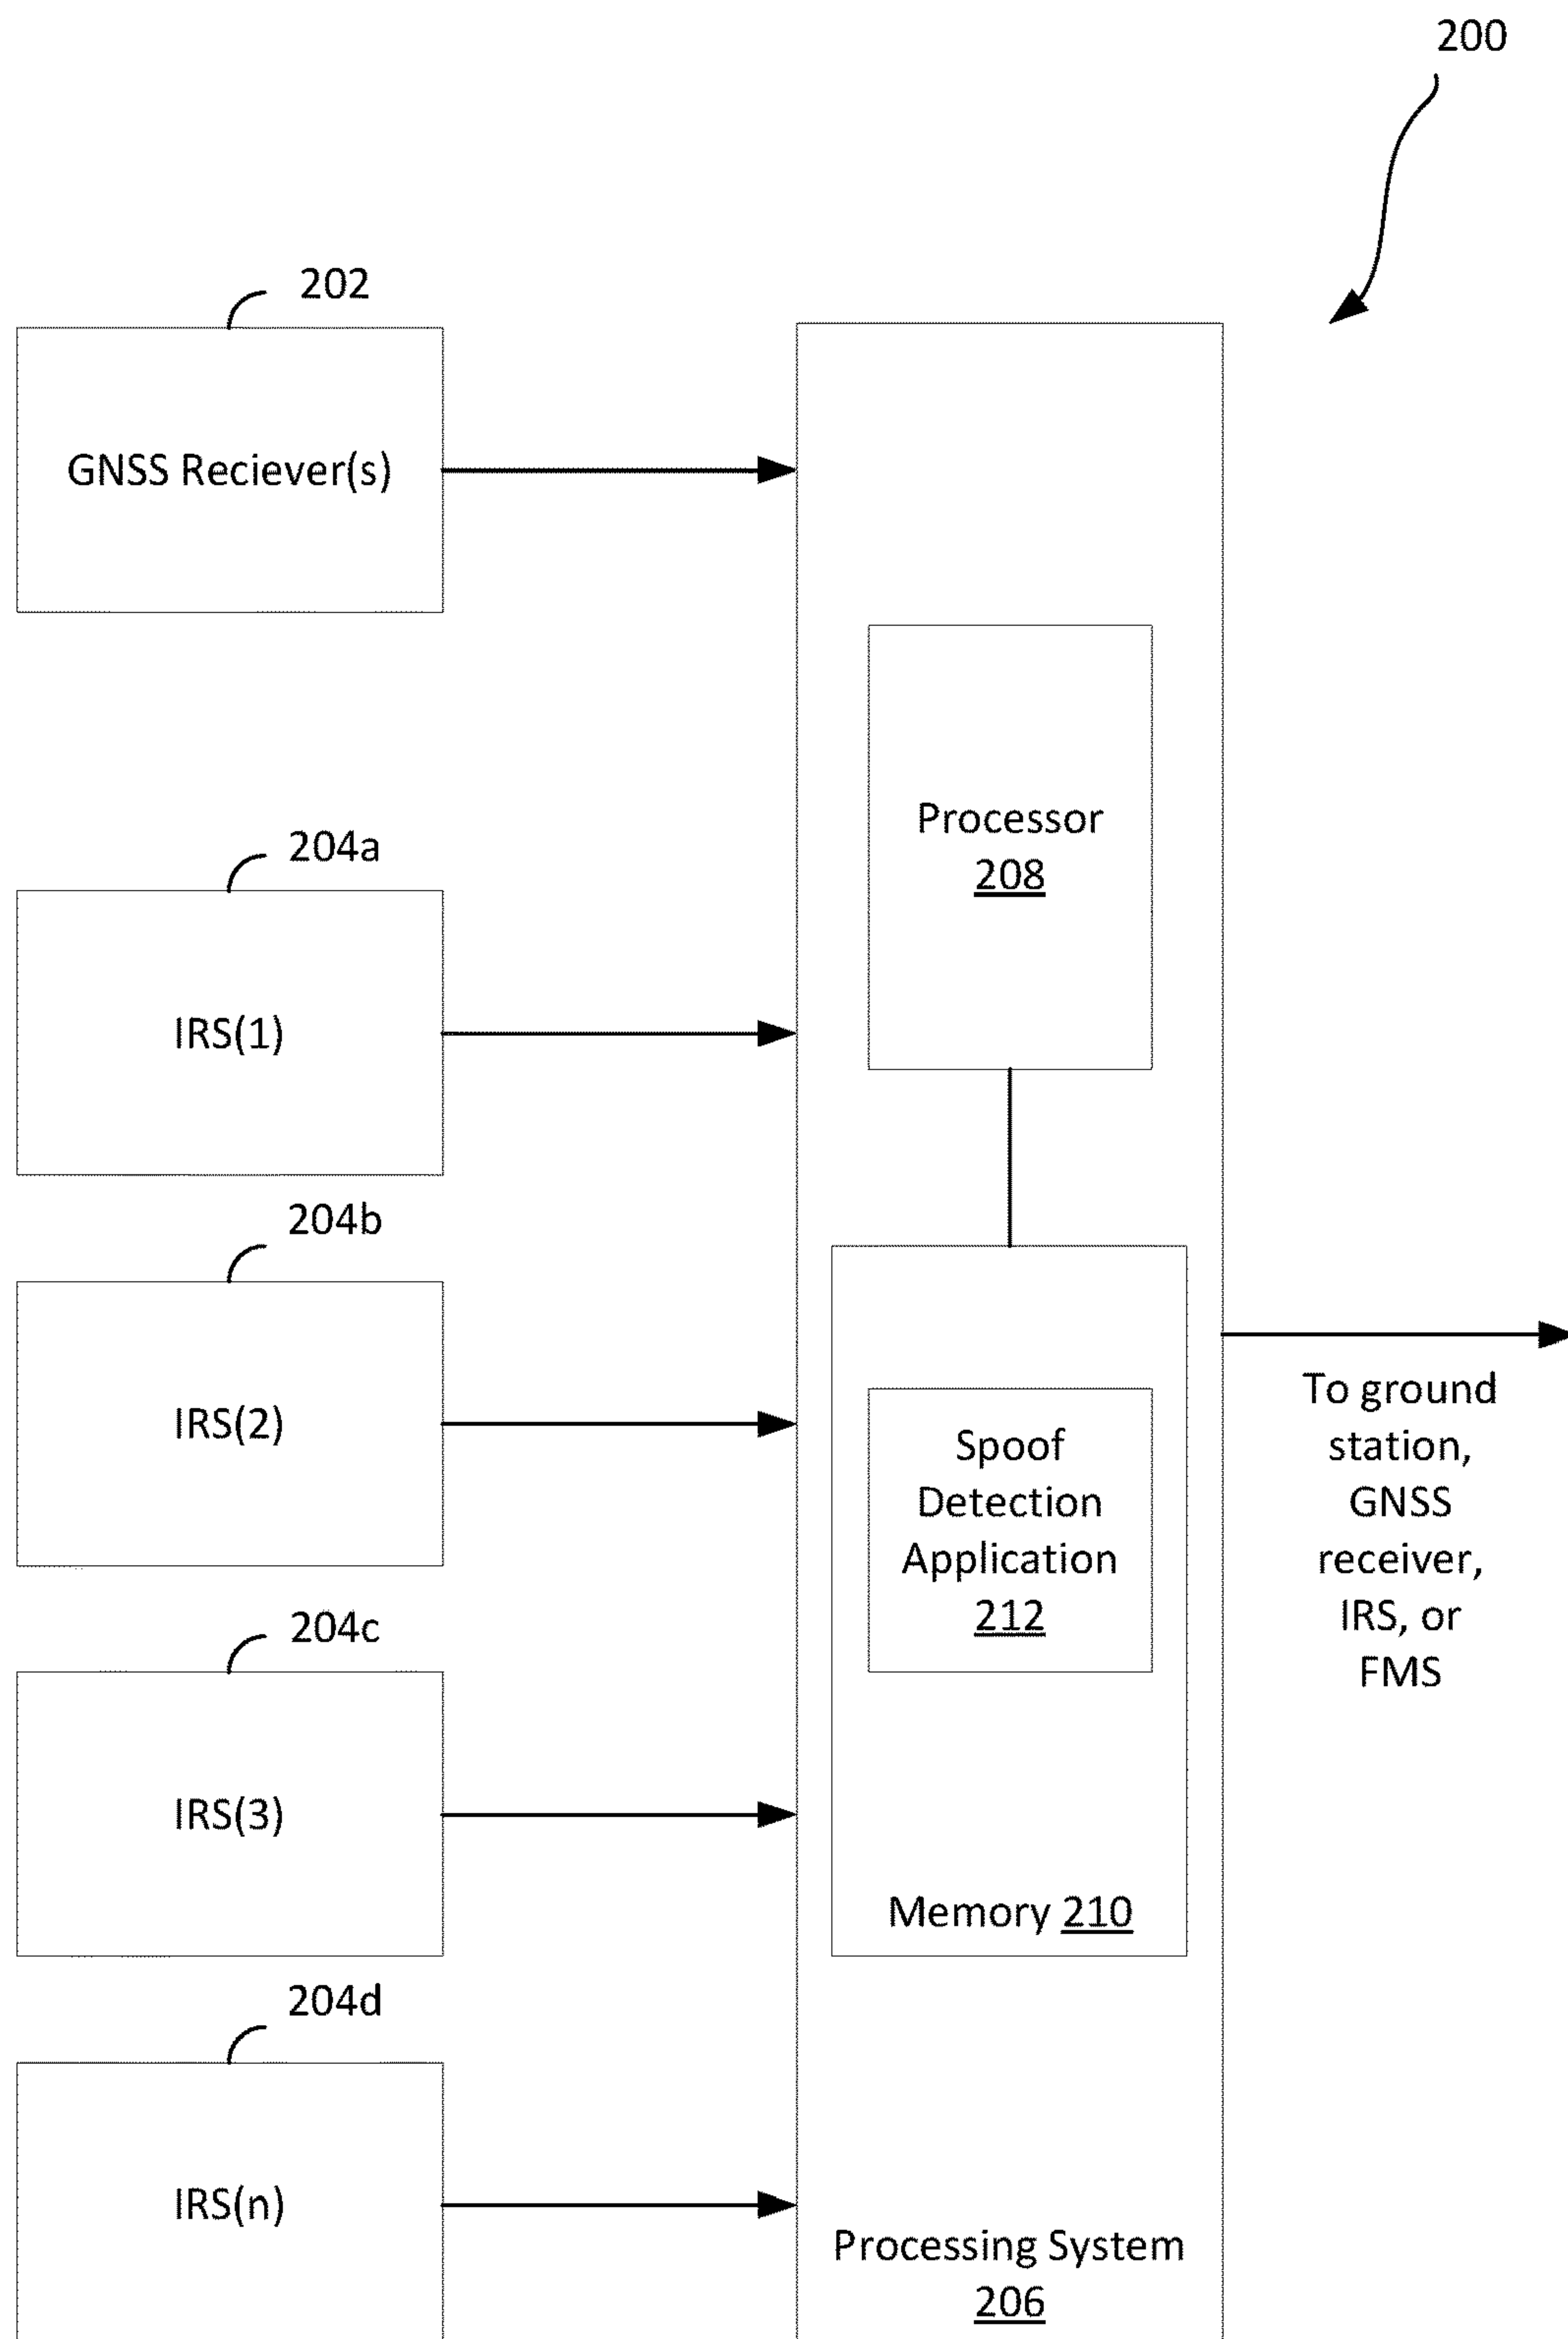 200
202
GNSS Reciever(s)
204a
IRS(1)
204b
IRS(2)
204c
IRS(3)
204d
IRS(n)
Processor
208
Spoof
Detection
Application
212
Memory 210
Processing System
206
To ground
station,
GNSS
receiver,
IRS, or
FMS